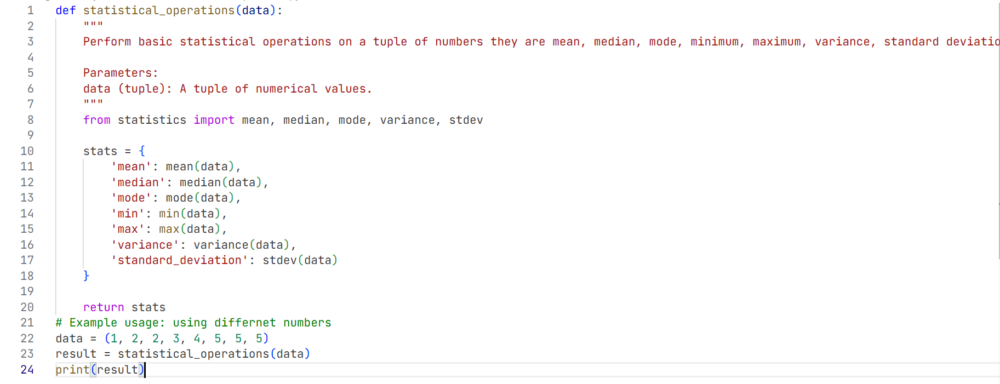 1 def statistical_operations(data):
2 """
3 Perform basic statistical operations on a tuple of numbers they are mean, median, mode, minimum, maximum, variance, standard deviatio
4
5 Parameters:
6 data (tuple): A tuple of numerical values.
7 """
8 from statistics import mean, median, mode, variance, stdev
9
10 stats = {
11 'mean': mean(data),
12 'median': median(data),
13 'mode': mode(data),
14 'min': min(data),
15 'max': max(data),
16 'variance': variance(data),
17 'standard_deviation': stdev(data)
18 }
19
20 return stats
21 # Example usage: using differnet numbers
22 data = (1, 2, 2, 3, 4, 5, 5, 5)
23 result = statistical_operations(data)
24 print(result)